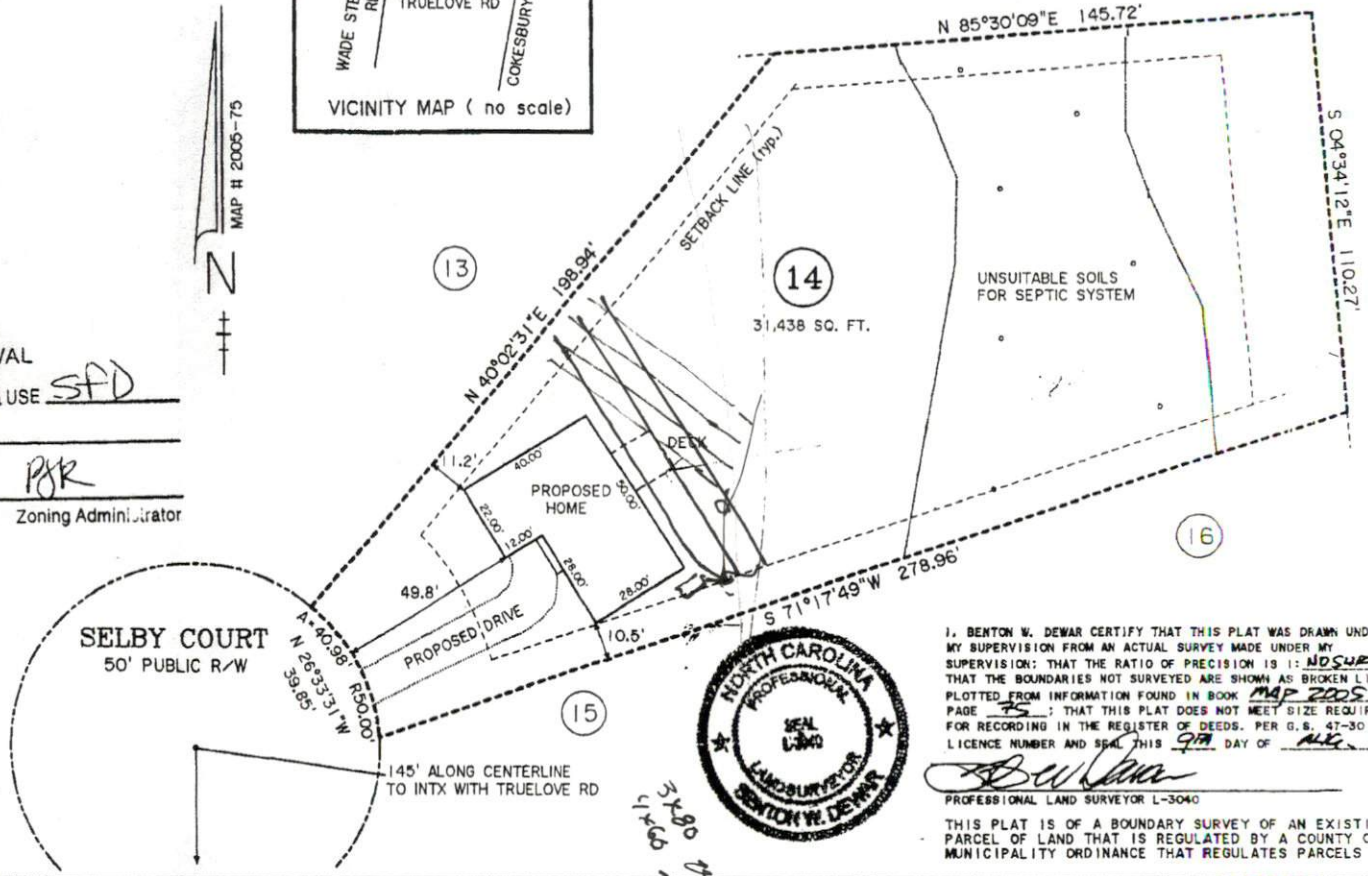 WADE STE
TRUELOVE RD
COKESBURY
VICINITY MAP ( no scale)
MAP # 2005-75
N
N 85°30'09"E 145.72'
S 04°34'12"E 110.27'
SETBACK LINE (typ.)
13
N 40°02'31"E 198.94'
14
31,438 SQ. FT.
UNSUITABLE SOILS
FOR SEPTIC SYSTEM
VAL
USE SFD
PJR
Zoning Administrator
DECK
11.2'
40.00'
PROPOSED
HOME
50.00'
22.00'
12.00'
28.00'
28.00'
49.8'
PROPOSED DRIVE
10.5'
S 71°17'49"W 278.96'
16
15
SELBY COURT
50' PUBLIC R/W
A= 40.98' R50.00'
N 26°33'31"W
39.85'
145' ALONG CENTERLINE
TO INTX WITH TRUELOVE RD
3x80
4x60
NORTH CAROLINA
PROFESSIONAL
SEAL
L-3040
LAND SURVEYOR
BENTON W. DEWAR
I, BENTON W. DEWAR CERTIFY THAT THIS PLAT WAS DRAWN UND
MY SUPERVISION FROM AN ACTUAL SURVEY MADE UNDER MY
SUPERVISION: THAT THE RATIO OF PRECISION IS 1: NO SUR
THAT THE BOUNDARIES NOT SURVEYED ARE SHOWN AS BROKEN LI
PLOTTED FROM INFORMATION FOUND IN BOOK MAP 2005
PAGE 75 ; THAT THIS PLAT DOES NOT MEET SIZE REQUIR
FOR RECORDING IN THE REGISTER OF DEEDS. PER G.S. 47-30
LICENCE NUMBER AND SEAL THIS 9TH DAY OF AUG.
PROFESSIONAL LAND SURVEYOR L-3040
THIS PLAT IS OF A BOUNDARY SURVEY OF AN EXISTI
PARCEL OF LAND THAT IS REGULATED BY A COUNTY O
MUNICIPALITY ORDINANCE THAT REGULATES PARCELS